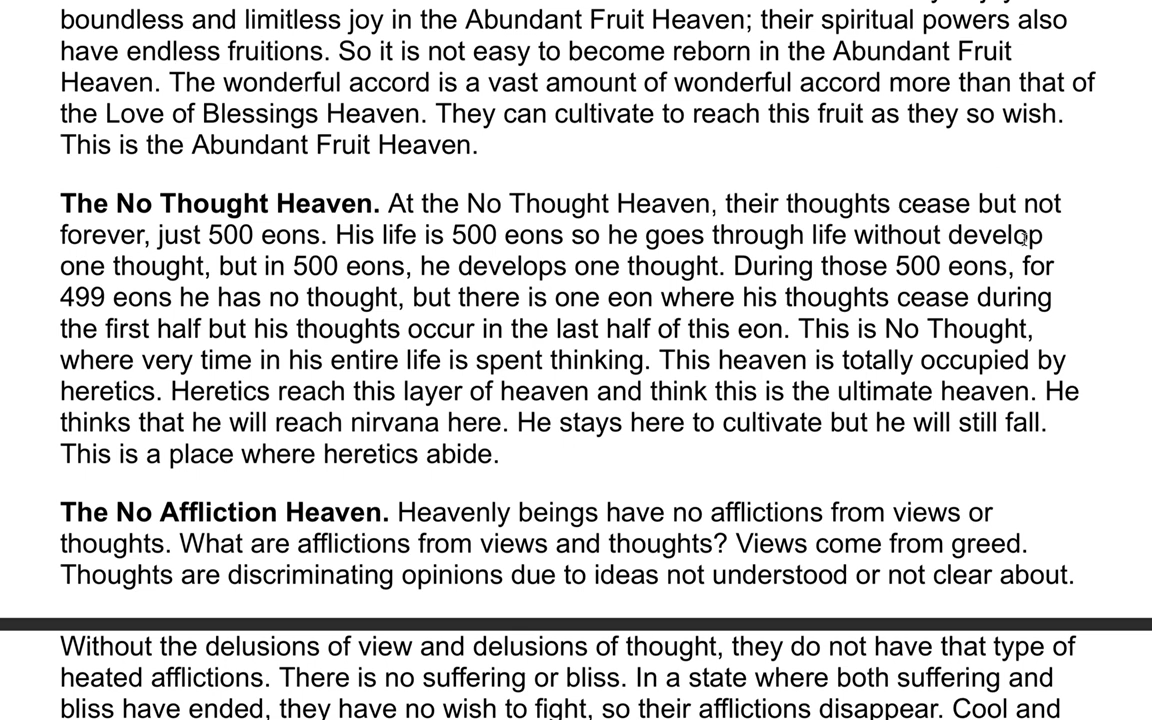 boundless and limitless joy in the Abundant Fruit Heaven; their spiritual powers also
have endless fruitions. So it is not easy to become reborn in the Abundant Fruit
Heaven. The wonderful accord is a vast amount of wonderful accord more than that of
the Love of Blessings Heaven. They can cultivate to reach this fruit as they so wish.
This is the Abundant Fruit Heaven.
The No Thought Heaven. At the No Thought Heaven, their thoughts cease but not
forever, just 500 eons. His life is 500 eons so he goes through life without develop
one thought, but in 500 eons, he develops one thought. During those 500 eons, for
499 eons he has no thought, but there is one eon where his thoughts cease during
the first half but his thoughts occur in the last half of this eon. This is No Thought,
where very time in his entire life is spent thinking. This heaven is totally occupied by
heretics. Heretics reach this layer of heaven and think this is the ultimate heaven. He
thinks that he will reach nirvana here. He stays here to cultivate but he will still fall.
This is a place where heretics abide.
The No Affliction Heaven. Heavenly beings have no afflictions from views or
thoughts. What are afflictions from views and thoughts? Views come from greed.
Thoughts are discriminating opinions due to ideas not understood or not clear about.
Without the delusions of view and delusions of thought, they do not have that type of
heated afflictions. There is no suffering or bliss. In a state where both suffering and
bliss have ended, they have no wish to fight, so their afflictions disappear. Cool and